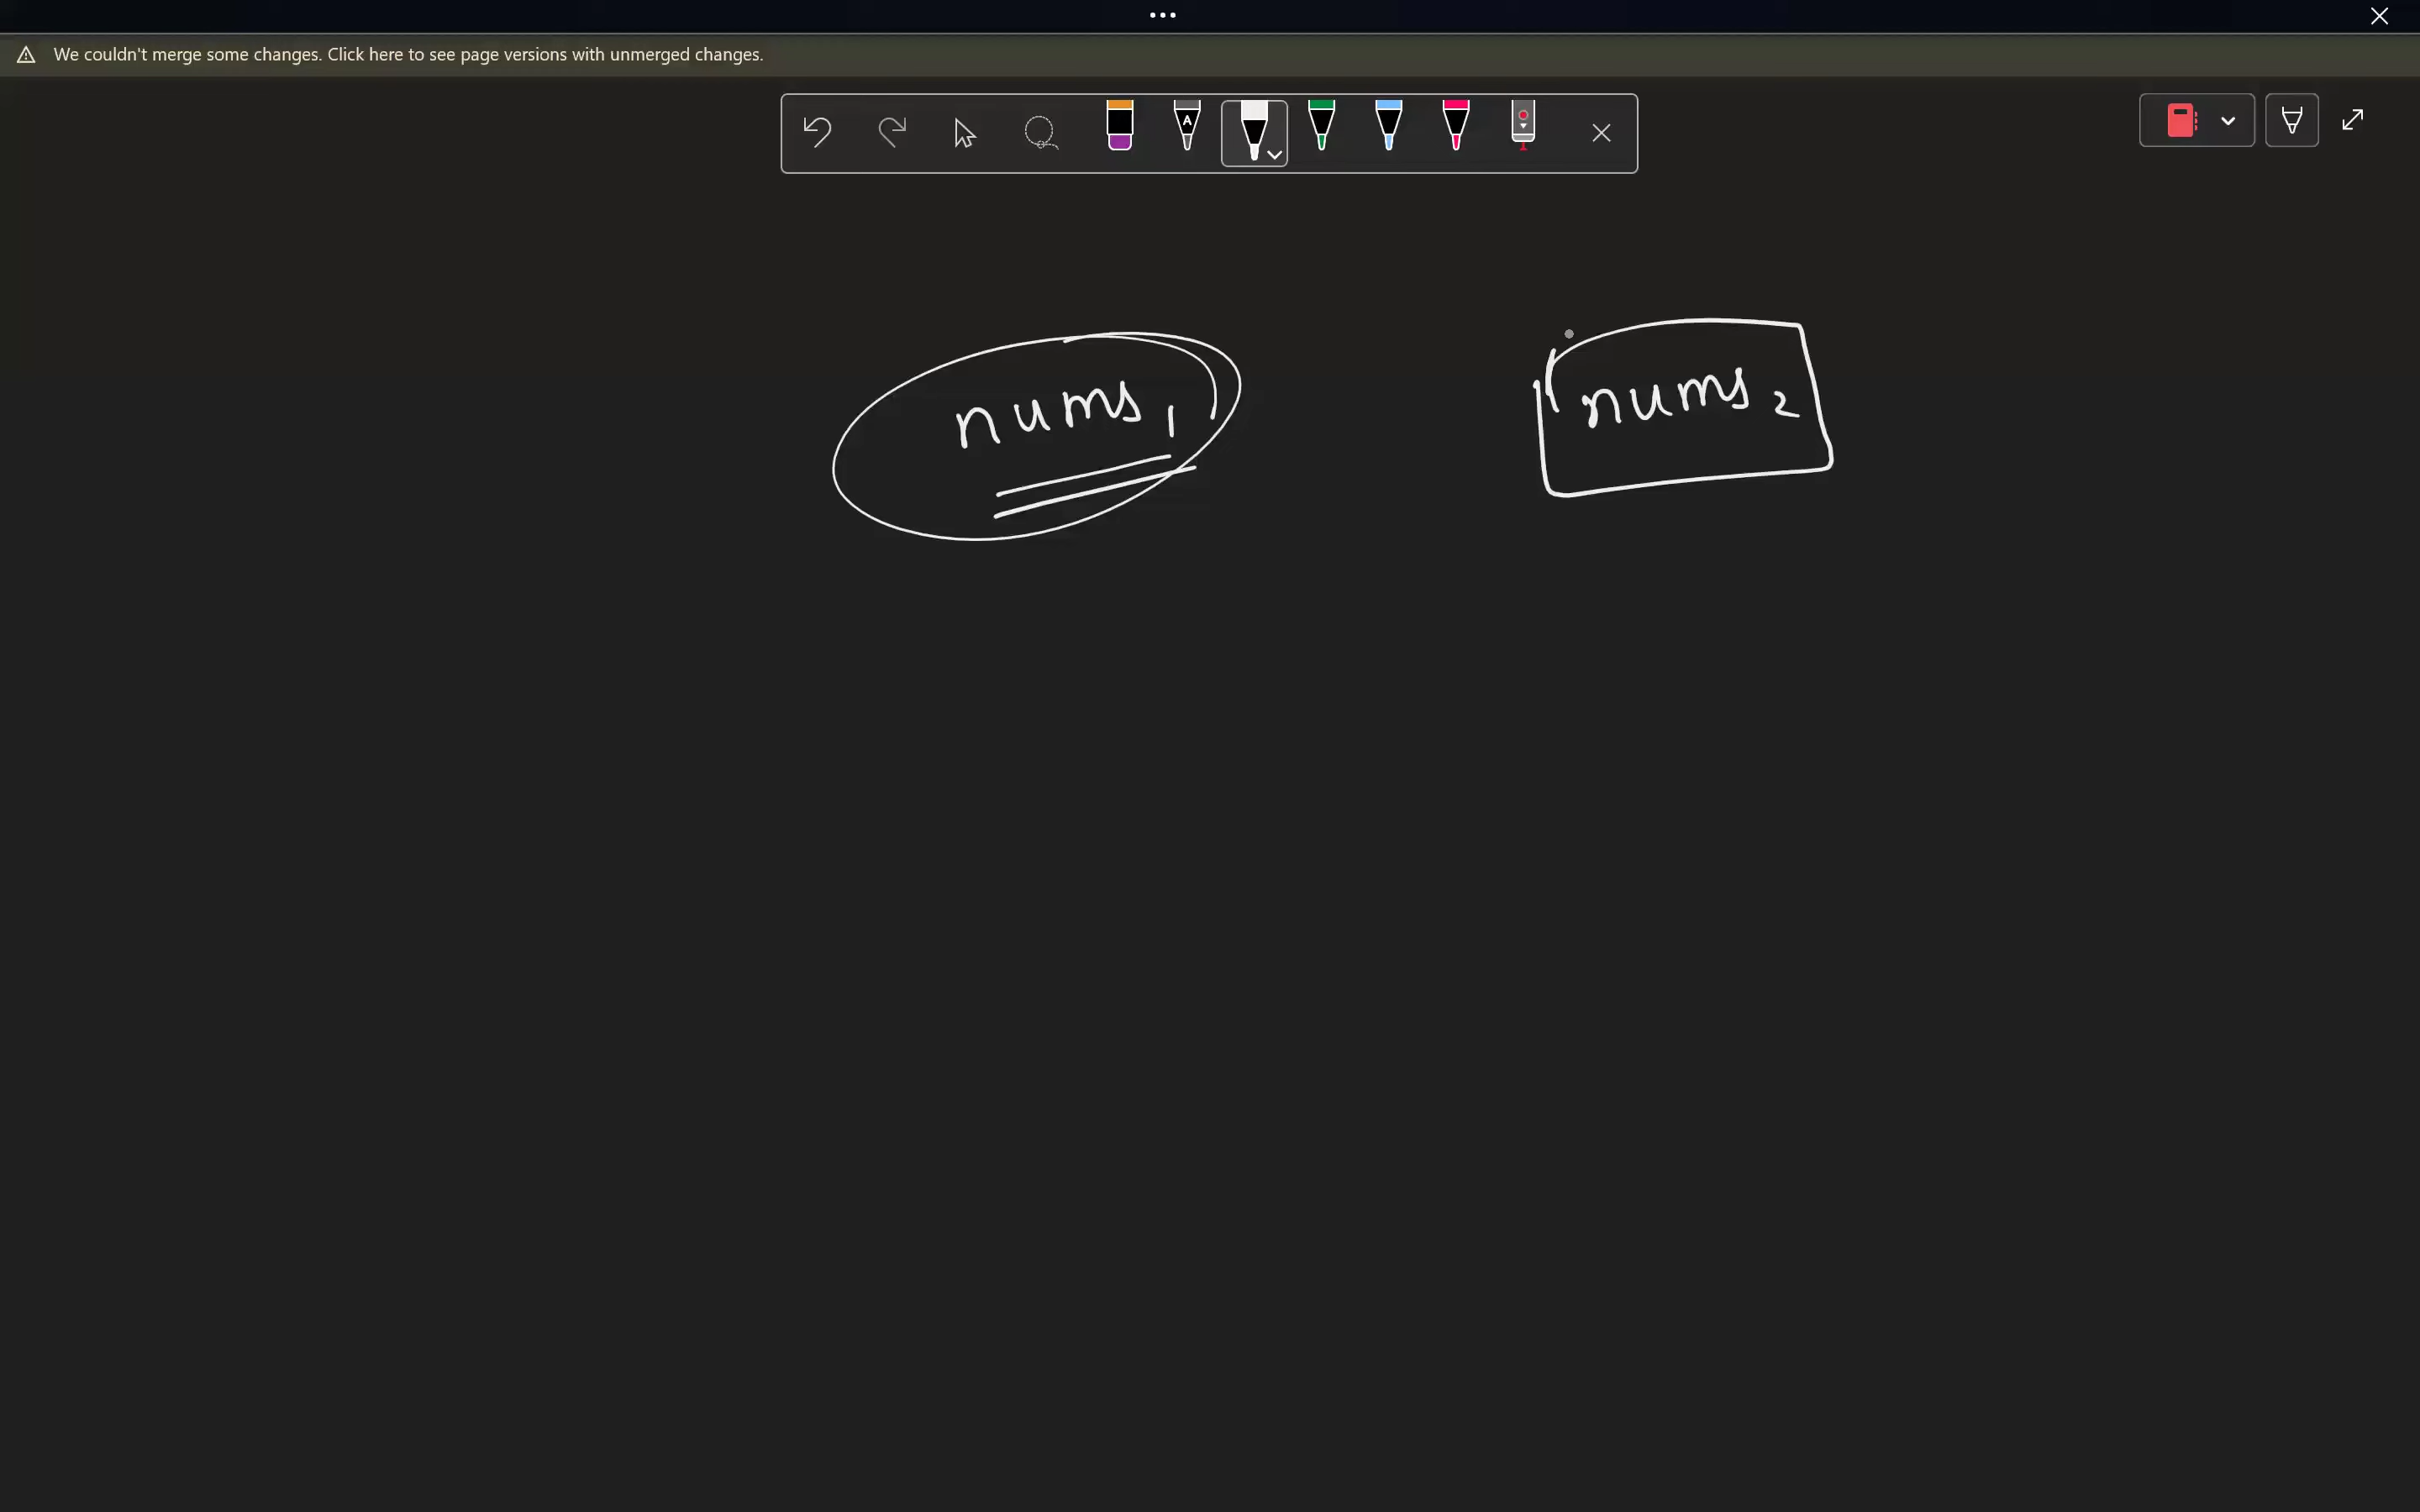 We couldn't merge some changes. Click here to see page versions with unmerged changes.
A
nums₁
nums₂